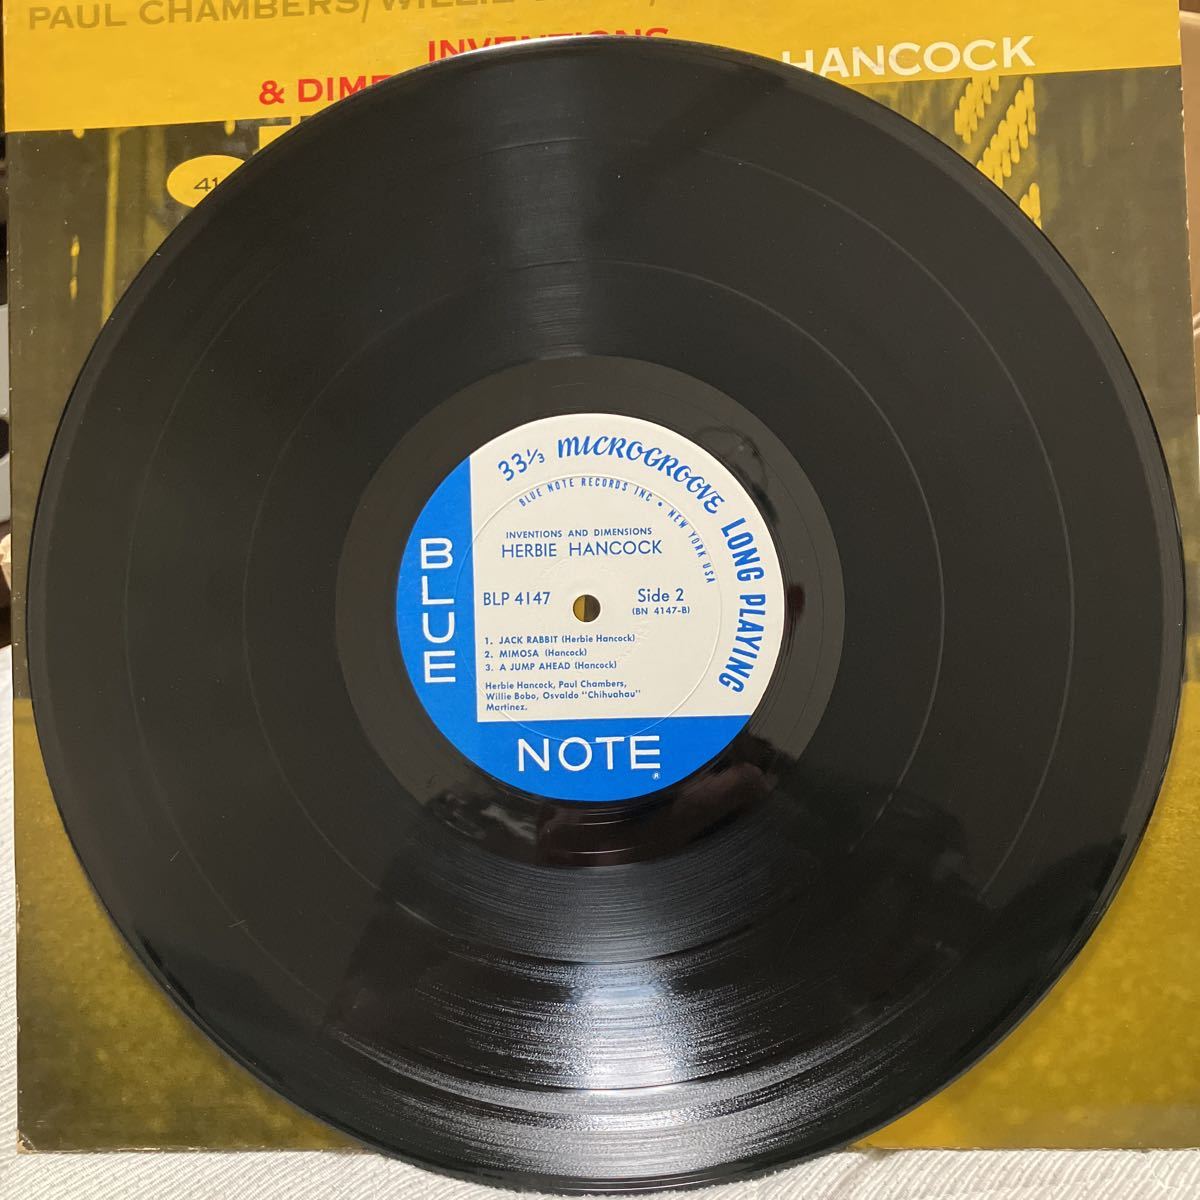 PAUL CHAMBERS/WILLIE
INVENTIONS
HANCOCK
&
41
33⅓ MICROGROOVE LONG PLAYING
BLUE NOTE RECORDS INC • NEW YORK USA
INVENTIONS AND DIMENSIONS
HERBIE HANCOCK
BLP 4147 Side 2
(BN 4147-B)
1. JACK RABBIT (Herbie Hancock)
2. MIMOSA (Hancock)
3. A JUMP AHEAD (Hancock)
Herbie Hancock, Paul Chambers,
Willie Bobo, Osvaldo "Chihuahau"
Martinez.
BLUE
NOTE
®